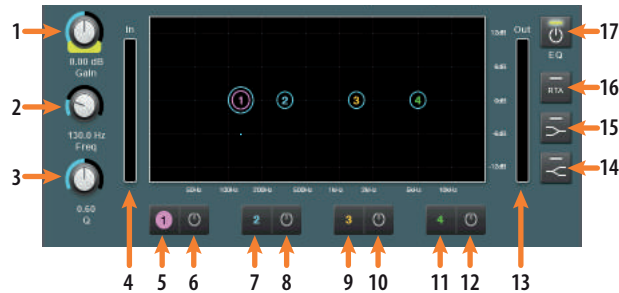 1
In
Out
17
12dB
0.00 dB
Gain
EQ
6dB
2
1
2
3
4
0dB
RTA
16
130.0 Hz
Freq
-6dB
15
3
-12dB
14
0.60
Q
50Hz 100Hz 200Hz 500Hz 1kHz 2kHz 5kHz 10kHz
1
2
3
4
4 5 6 7 8 9 10 11 12 13